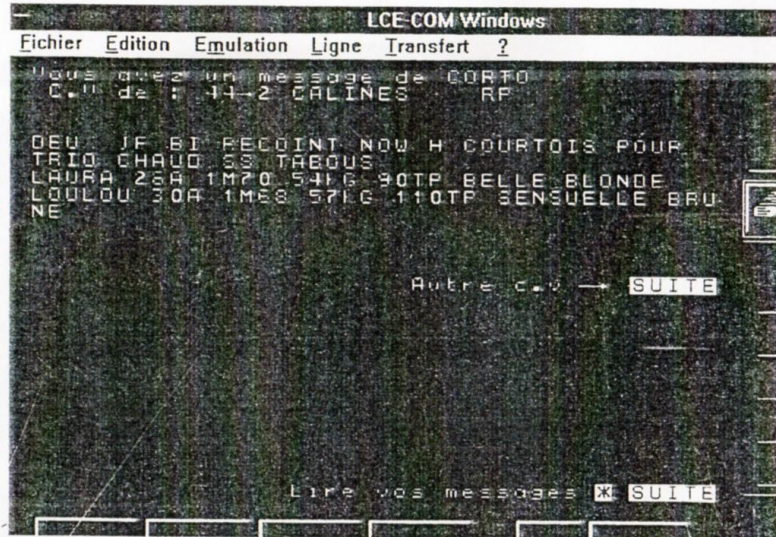 LCE-COM Windows
Fichier Edition Emulation Ligne Transfert ?
Vous avez un message de CORTO
C.V de : 44→2 CALINES RP
DEU JF BI RECOINT NOW H COURTOIS POUR
TRIO CHAUD SS TABOUS
LAURA 26A 1M70 54KG 90TP BELLE BLONDE
LOULOU 30A 1M68 57KG 110TP SENSUELLE BRU
NE
Autre c.v → SUITE
Lire vos messages * SUITE